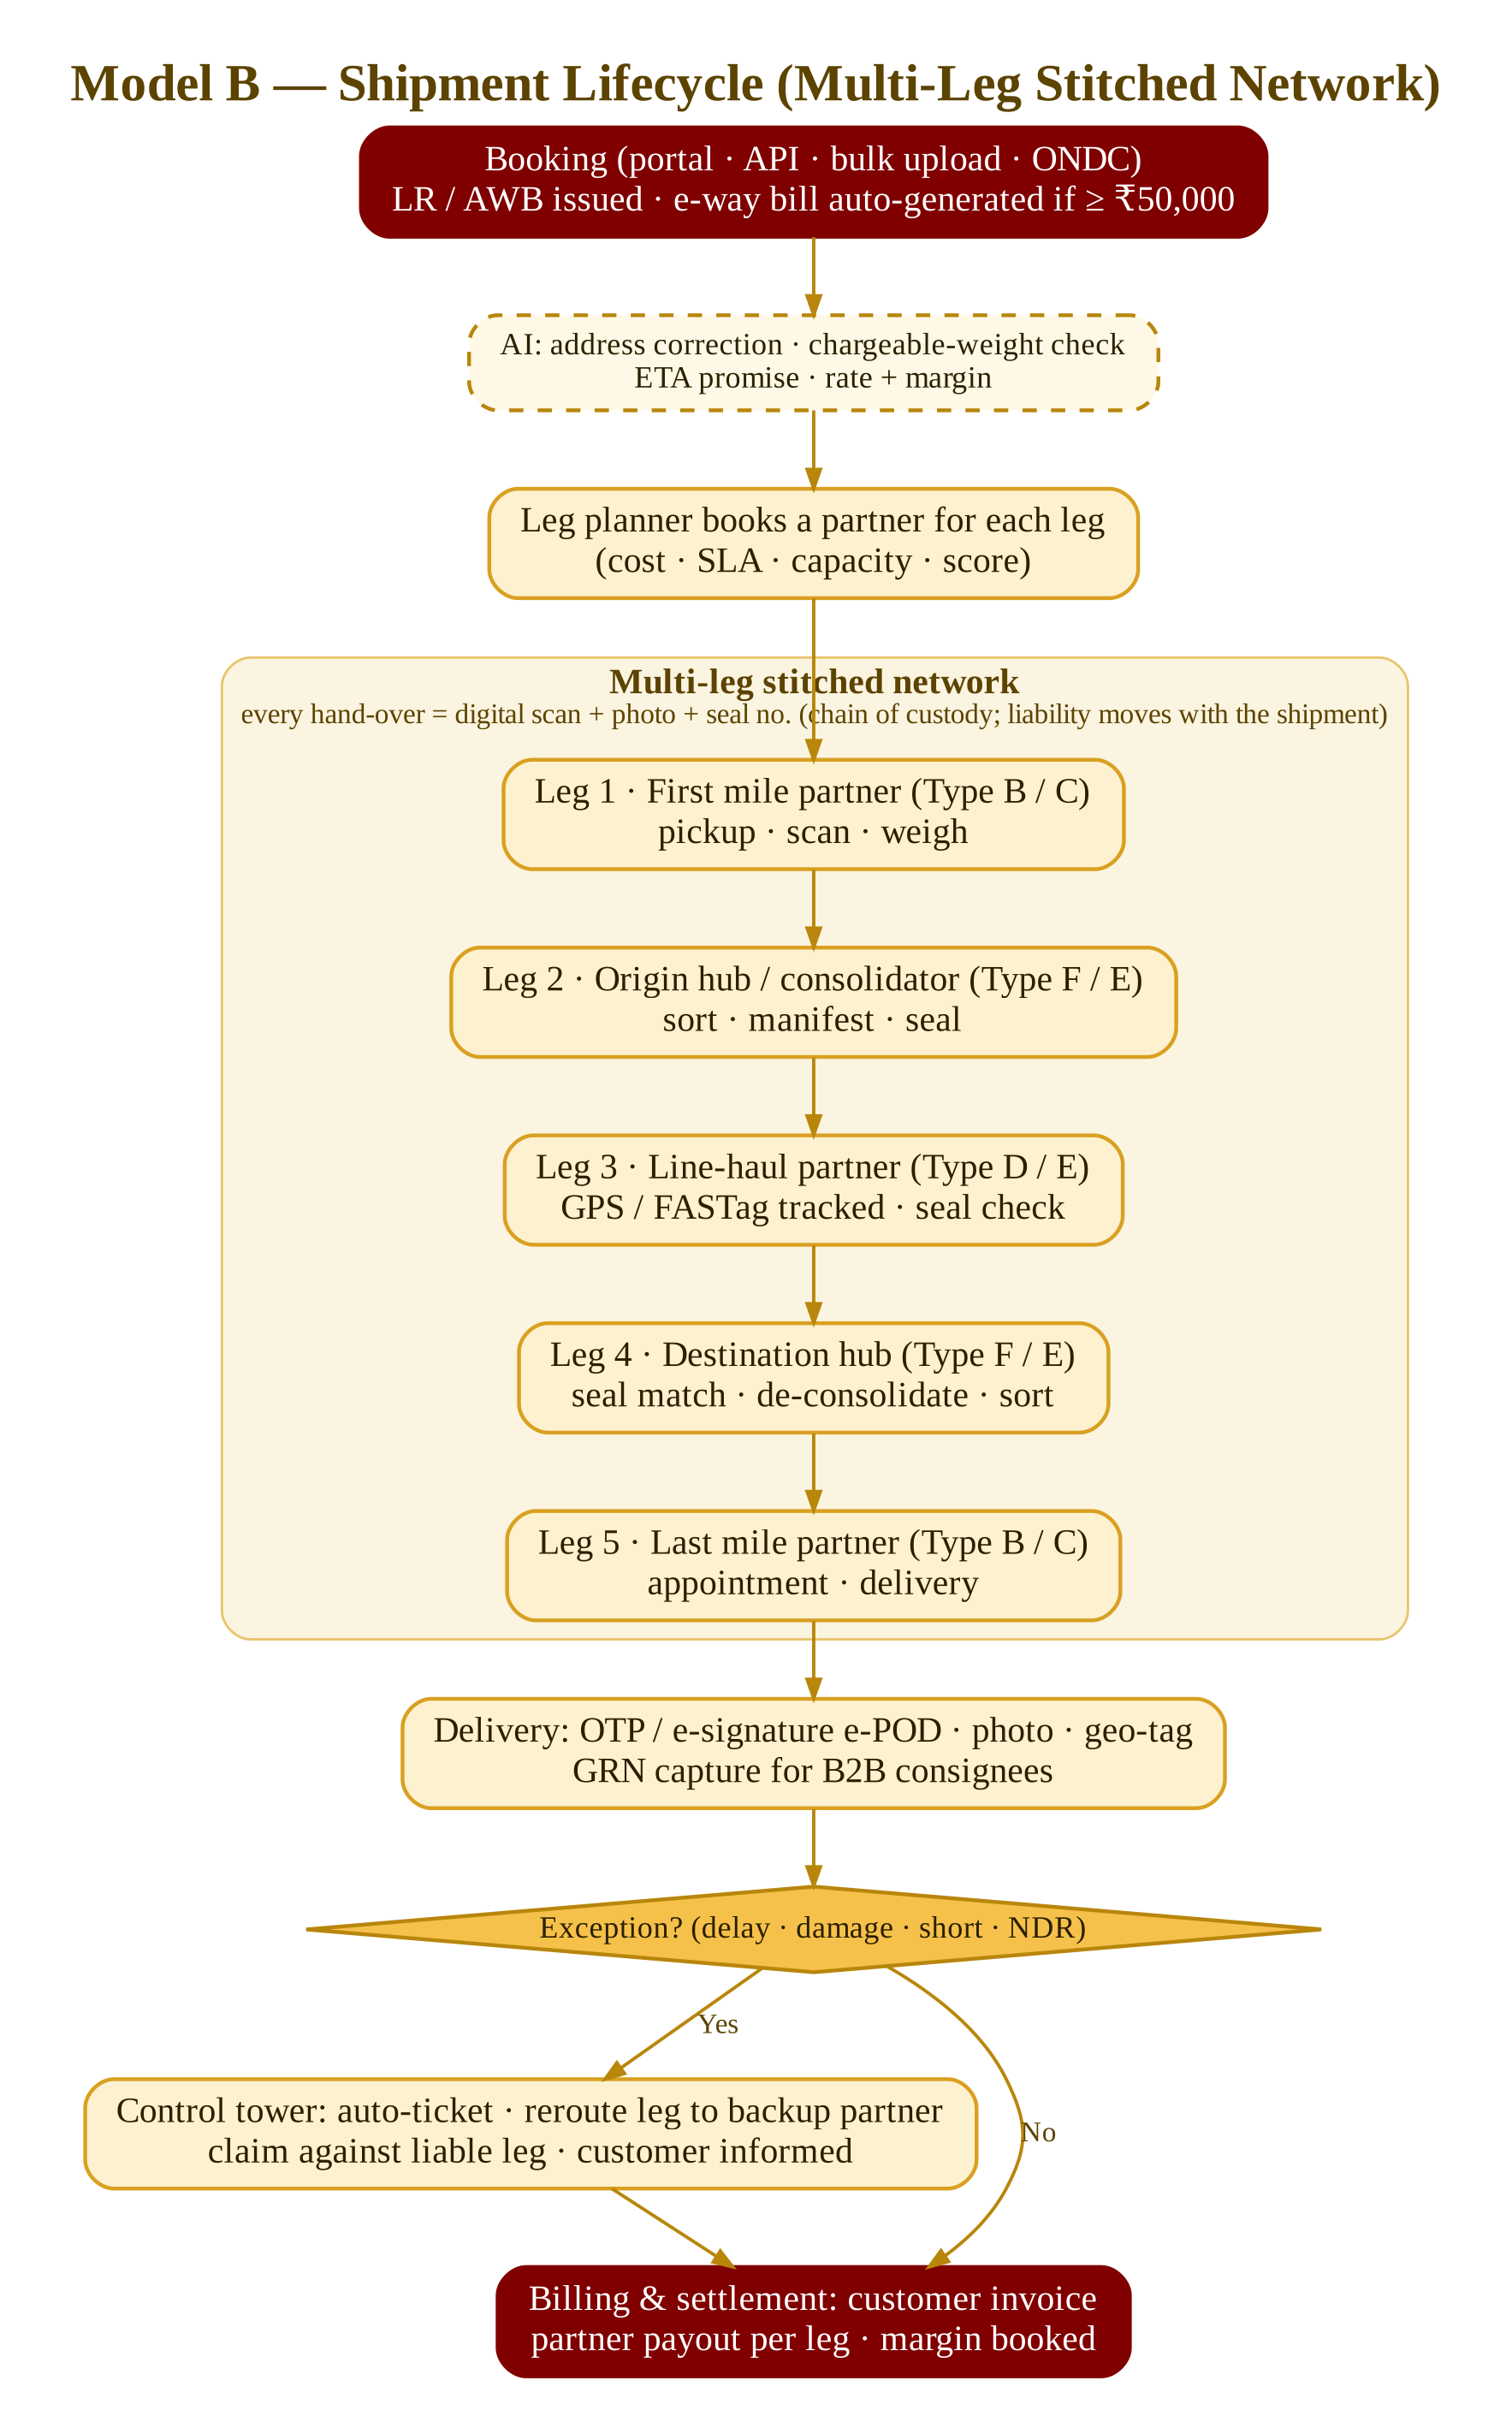 Model B — Shipment Lifecycle (Multi-Leg Stitched Network)
Booking (portal · API · bulk upload · ONDC)
LR / AWB issued · e-way bill auto-generated if ≥ ₹50,000
AI: address correction · chargeable-weight check
ETA promise · rate + margin
Leg planner books a partner for each leg
(cost · SLA · capacity · score)
Multi-leg stitched network
every hand-over = digital scan + photo + seal no. (chain of custody; liability moves with the shipment)
Leg 1 · First mile partner (Type B / C)
pickup · scan · weigh
Leg 2 · Origin hub / consolidator (Type F / E)
sort · manifest · seal
Leg 3 · Line-haul partner (Type D / E)
GPS / FASTag tracked · seal check
Leg 4 · Destination hub (Type F / E)
seal match · de-consolidate · sort
Leg 5 · Last mile partner (Type B / C)
appointment · delivery
Delivery: OTP / e-signature e-POD · photo · geo-tag
GRN capture for B2B consignees
Exception? (delay · damage · short · NDR)
Yes
Control tower: auto-ticket · reroute leg to backup partner
claim against liable leg · customer informed
No
Billing & settlement: customer invoice
partner payout per leg · margin booked